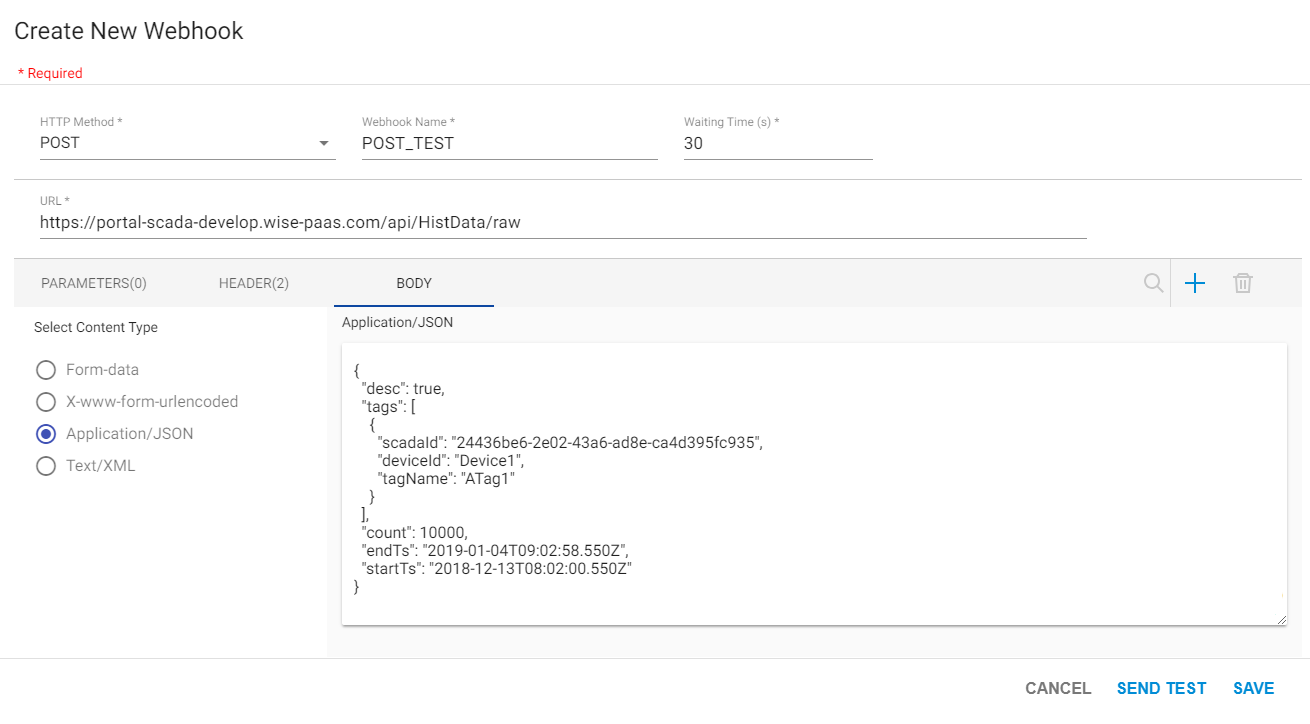 Create New Webhook
* Required
HTTP Method *
Webhook Name *
Waiting Time (s) *
POST
POST_TEST
30
URL *
https://portal-scada-develop.wise-paas.com/api/HistData/raw
PARAMETERS(0)
HEADER(2)
BODY
Select Content Type
Form-data
X-www-form-urlencoded
Application/JSON
Text/XML
Application/JSON
{
"desc": true,
"tags": [
{
"scadaId": "24436be6-2e02-43a6-ad8e-ca4d395fc935",
"deviceId": "Device1",
"tagName": "ATag1"
}
],
"count": 10000,
"endTs": "2019-01-04T09:02:58.550Z",
"startTs": "2018-12-13T08:02:00.550Z"
}
CANCEL
SEND TEST
SAVE